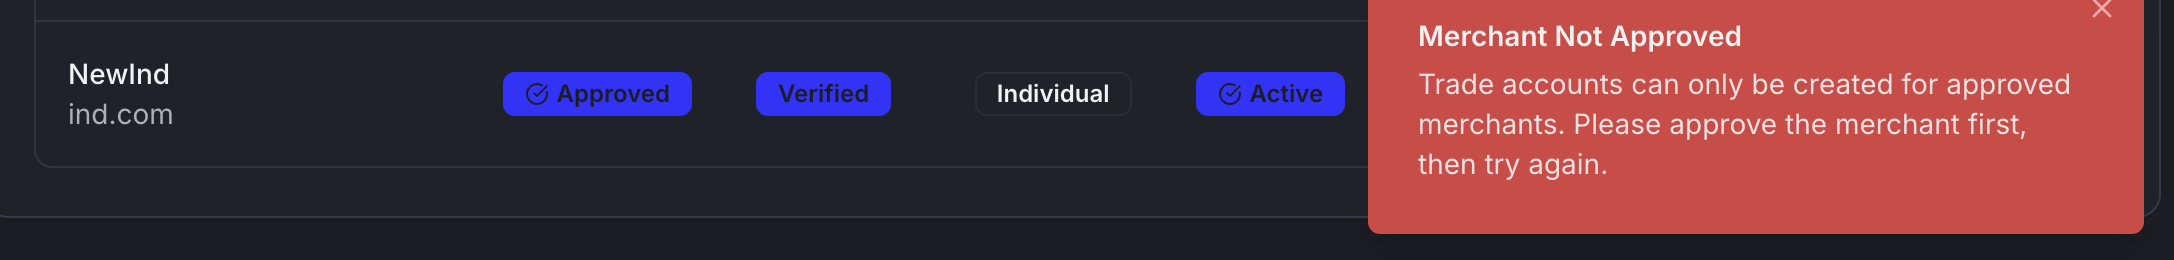 NewInd
ind.com
Approved
Verified
Individual
Active
Merchant Not Approved
Trade accounts can only be created for approved
merchants. Please approve the merchant first,
then try again.